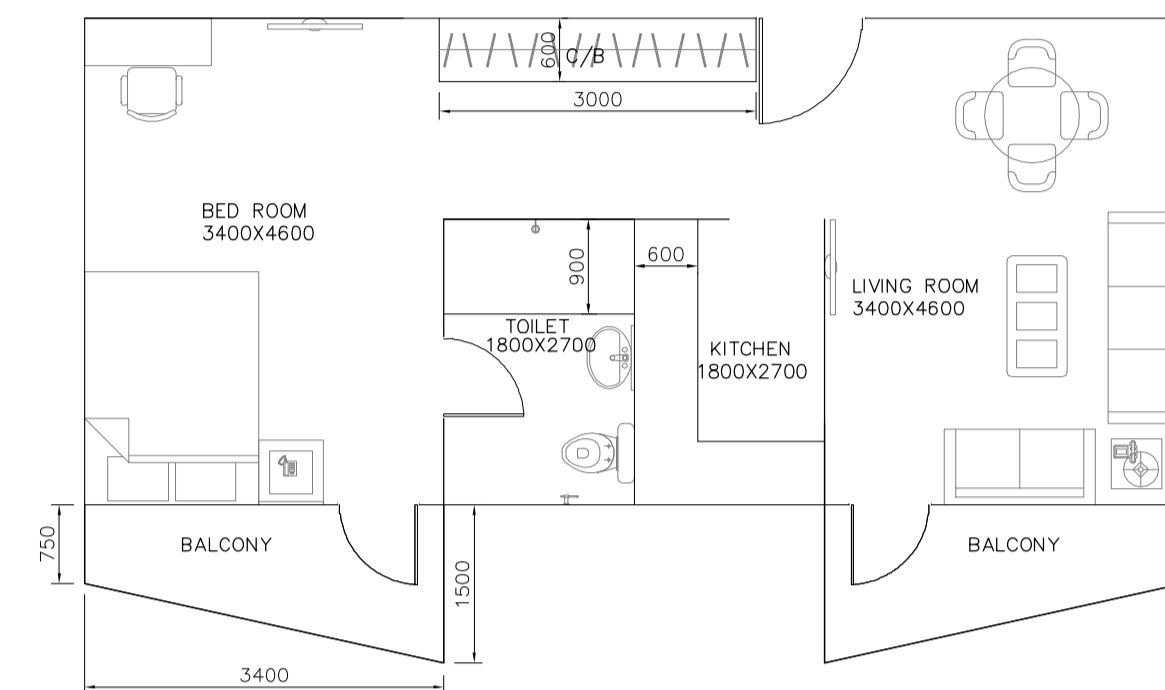 600
C/B
3000
BED ROOM
3400X4600
900
600
LIVING ROOM
3400X4600
TOILET
1800X2700
KITCHEN
1800X2700
750
BALCONY
1500
BALCONY
3400